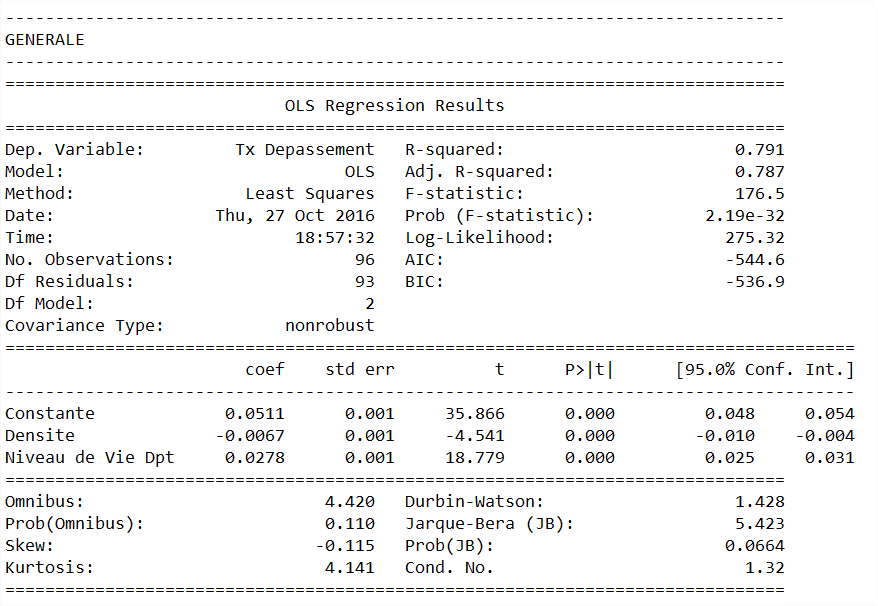 ------------------------------------------------------------------------------
GENERALE
------------------------------------------------------------------------------
==============================================================================
                            OLS Regression Results
==============================================================================
Dep. Variable:         Tx Depassement   R-squared:                       0.791
Model:                            OLS   Adj. R-squared:                  0.787
Method:                 Least Squares   F-statistic:                     176.5
Date:                Thu, 27 Oct 2016   Prob (F-statistic):           2.19e-32
Time:                        18:57:32   Log-Likelihood:                 275.32
No. Observations:                  96   AIC:                            -544.6
Df Residuals:                      93   BIC:                            -536.9
Df Model:                           2
Covariance Type:            nonrobust
=====================================================================================
                        coef    std err          t      P>|t|      [95.0% Conf. Int.]
-------------------------------------------------------------------------------------
Constante             0.0511      0.001     35.866      0.000         0.048     0.054
Densite              -0.0067      0.001     -4.541      0.000        -0.010    -0.004
Niveau de Vie Dpt     0.0278      0.001     18.779      0.000         0.025     0.031
==============================================================================
Omnibus:                        4.420   Durbin-Watson:                   1.428
Prob(Omnibus):                  0.110   Jarque-Bera (JB):                5.423
Skew:                          -0.115   Prob(JB):                       0.0664
Kurtosis:                       4.141   Cond. No.                         1.32
==============================================================================